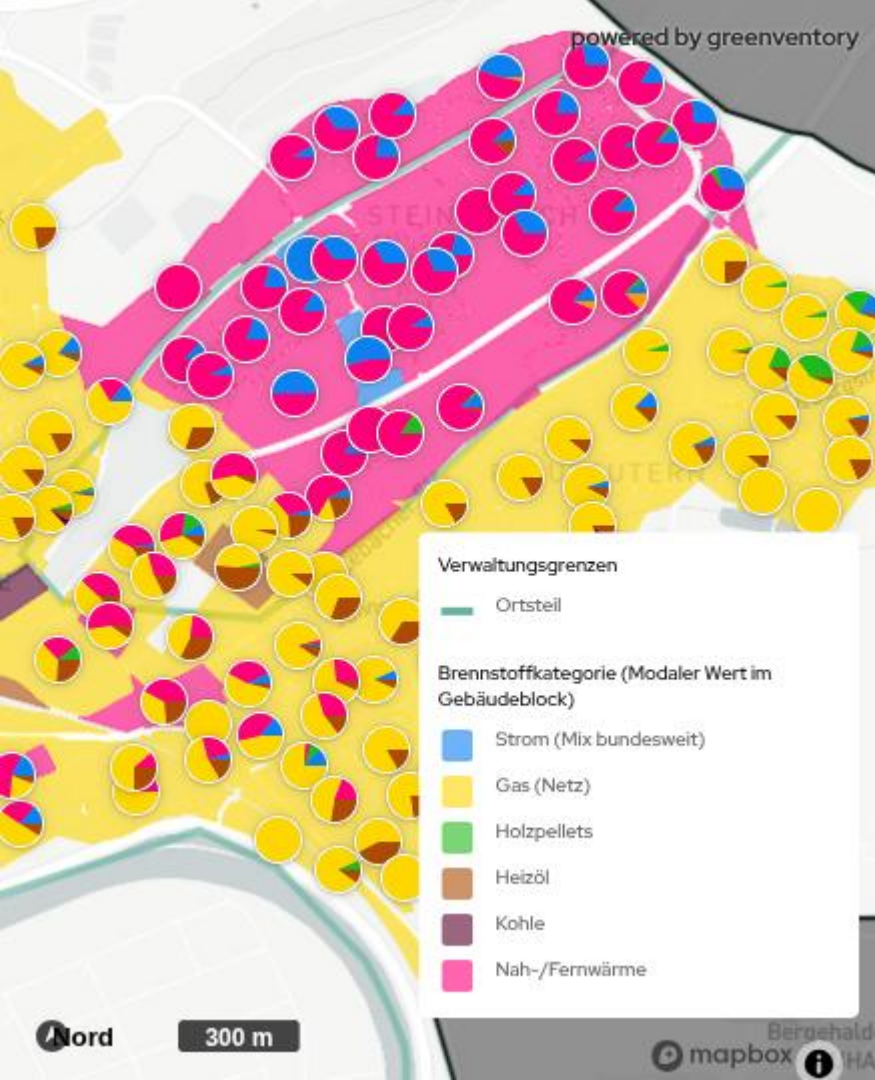 powered by greenventory
Verwaltungsgrenzen
Ortsteil
Brennstoffkategorie (Modaler Wert im
Gebäudeblock)
Strom (Mix bundesweit)
Gas (Netz)
Holzpellets
Heizöl
Kohle
Nah-/Fernwärme
Nord
300 m
Bergehald
mapbox